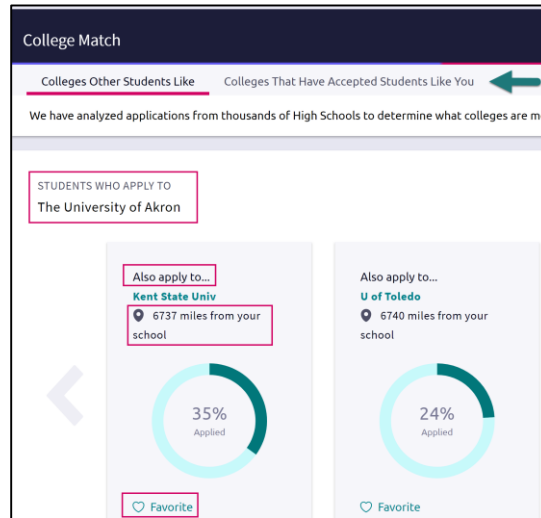 College Match
Colleges Other Students Like
Colleges That Have Accepted Students Like You
We have analyzed applications from thousands of High Schools to determine what colleges are
STUDENTS WHO APPLY TO
The University of Akron
Also apply to...
Kent State Univ
6737 miles from your
school
35%
Applied
Favorite
Also apply to...
U of Toledo
6740 miles from your
school
24%
Applied
Favorite